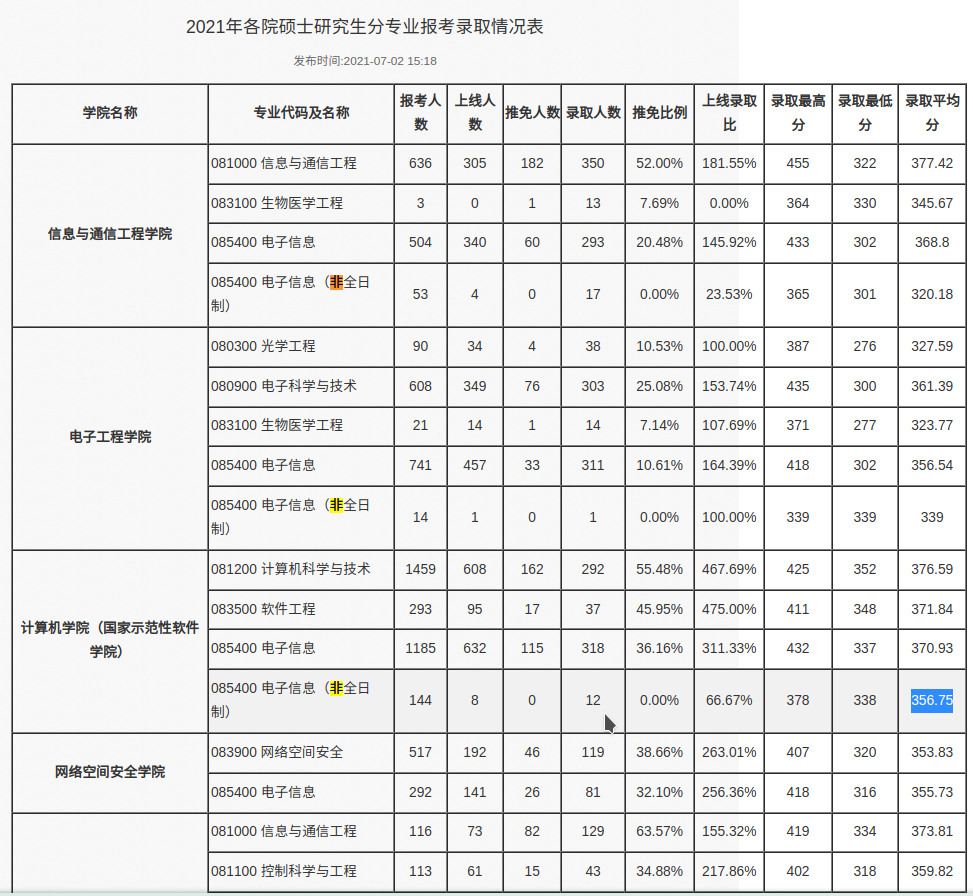 2021年各院硕士研究生分专业报考录取情况表
发布时间:2021-07-02 15:18
学院名称 专业代码及名称 报考人数 上线人数 推免人数 录取人数 推免比例 上线录取比 录取最高分 录取最低分 录取平均分
信息与通信工程学院
081000 信息与通信工程 636 305 182 350 52.00% 181.55% 455 322 377.42
083100 生物医学工程 3 0 1 13 7.69% 0.00% 364 330 345.67
085400 电子信息 504 340 60 293 20.48% 145.92% 433 302 368.8
085400 电子信息（非全日制） 53 4 0 17 0.00% 23.53% 365 301 320.18
电子工程学院
080300 光学工程 90 34 4 38 10.53% 100.00% 387 276 327.59
080900 电子科学与技术 608 349 76 303 25.08% 153.74% 435 300 361.39
083100 生物医学工程 21 14 1 14 7.14% 107.69% 371 277 323.77
085400 电子信息 741 457 33 311 10.61% 164.39% 418 302 356.54
085400 电子信息（非全日制） 14 1 0 1 0.00% 100.00% 339 339 339
计算机学院（国家示范性软件学院）
081200 计算机科学与技术 1459 608 162 292 55.48% 467.69% 425 352 376.59
083500 软件工程 293 95 17 37 45.95% 475.00% 411 348 371.84
085400 电子信息 1185 632 115 318 36.16% 311.33% 432 337 370.93
085400 电子信息（非全日制） 144 8 0 12 0.00% 66.67% 378 338 356.75
网络空间安全学院
083900 网络空间安全 517 192 46 119 38.66% 263.01% 407 320 353.83
085400 电子信息 292 141 26 81 32.10% 256.36% 418 316 355.73
081000 信息与通信工程 116 73 82 129 63.57% 155.32% 419 334 373.81
081100 控制科学与工程 113 61 15 43 34.88% 217.86% 402 318 359.82